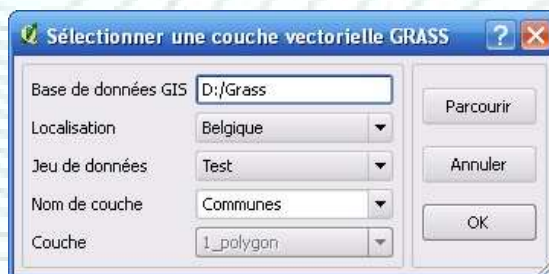 Sélectionner une couche vectorielle GRASS
Base de données GIS D:/Grass
Localisation Belgique
Jeu de données Test
Nom de couche Communes
Couche 1_polygon
Parcourir
Annuler
OK